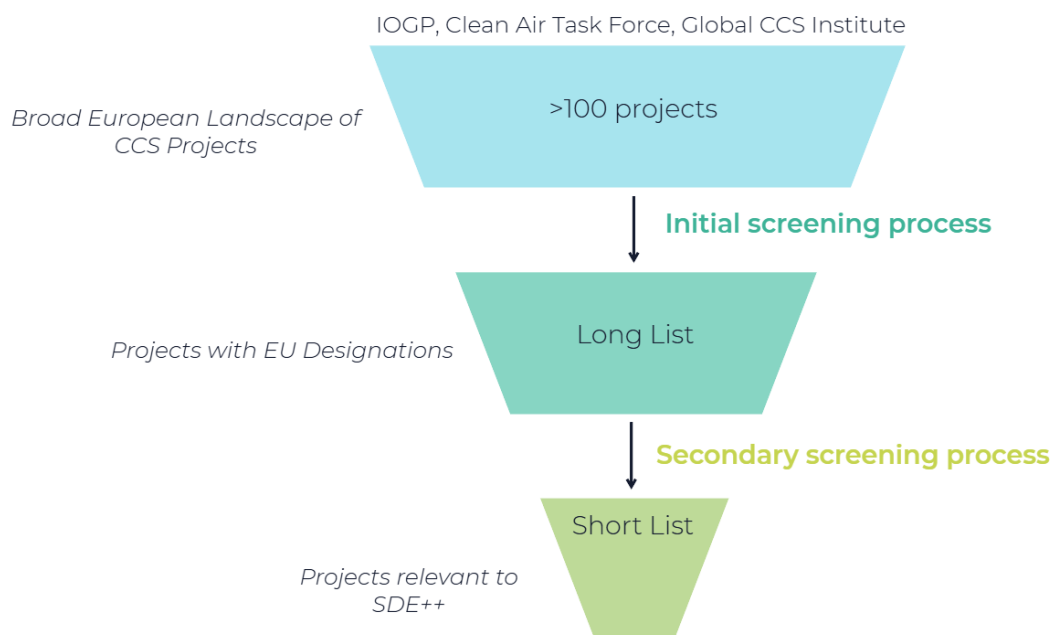 IOGP, Clean Air Task Force, Global CCS Institute
>100 projects
Broad European Landscape of
CCS Projects
Initial screening process
Long List
Projects with EU Designations
Secondary screening process
Short List
Projects relevant to
SDE++